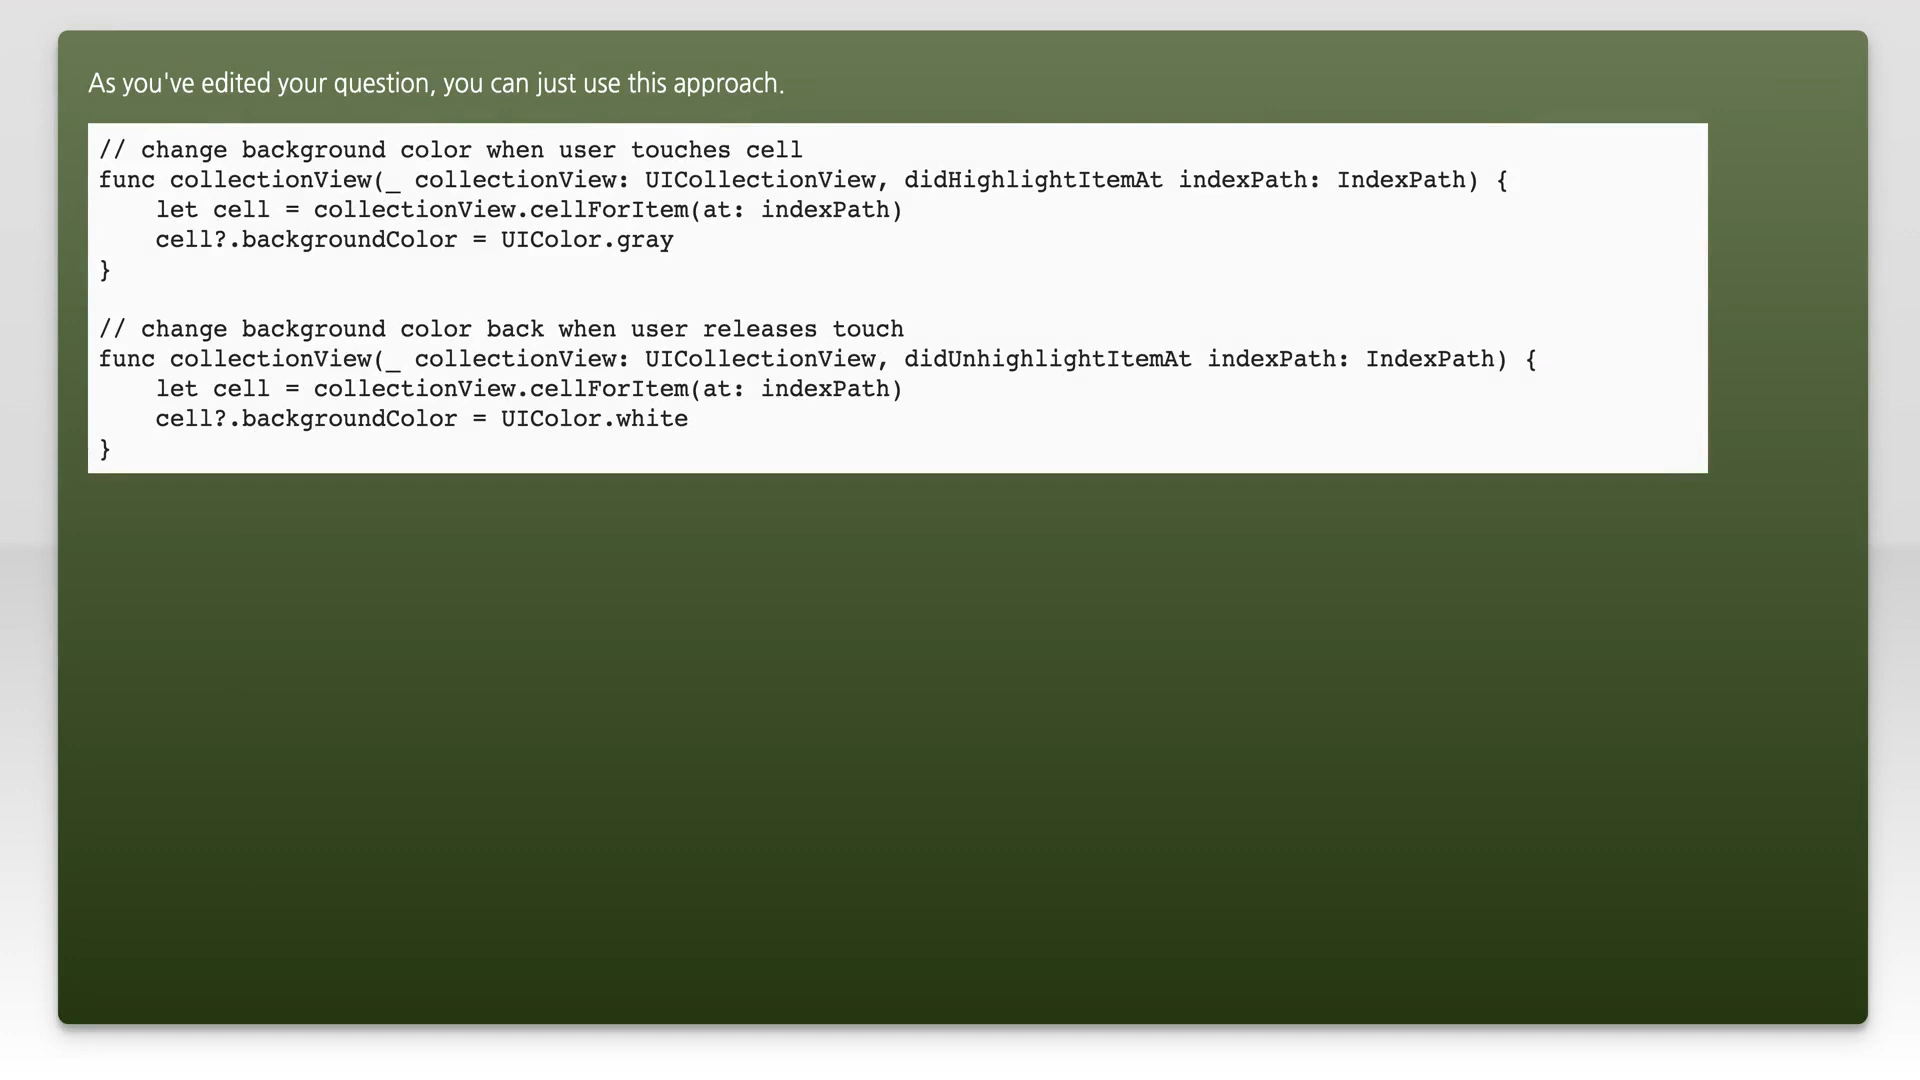 As you've edited your question, you can just use this approach.
// change background color when user touches cell
func collectionView(_ collectionView: UICollectionView, didHighlightItemAt indexPath: IndexPath) {
    let cell = collectionView.cellForItem(at: indexPath)
    cell?.backgroundColor = UIColor.gray
}

// change background color back when user releases touch
func collectionView(_ collectionView: UICollectionView, didUnhighlightItemAt indexPath: IndexPath) {
    let cell = collectionView.cellForItem(at: indexPath)
    cell?.backgroundColor = UIColor.white
}